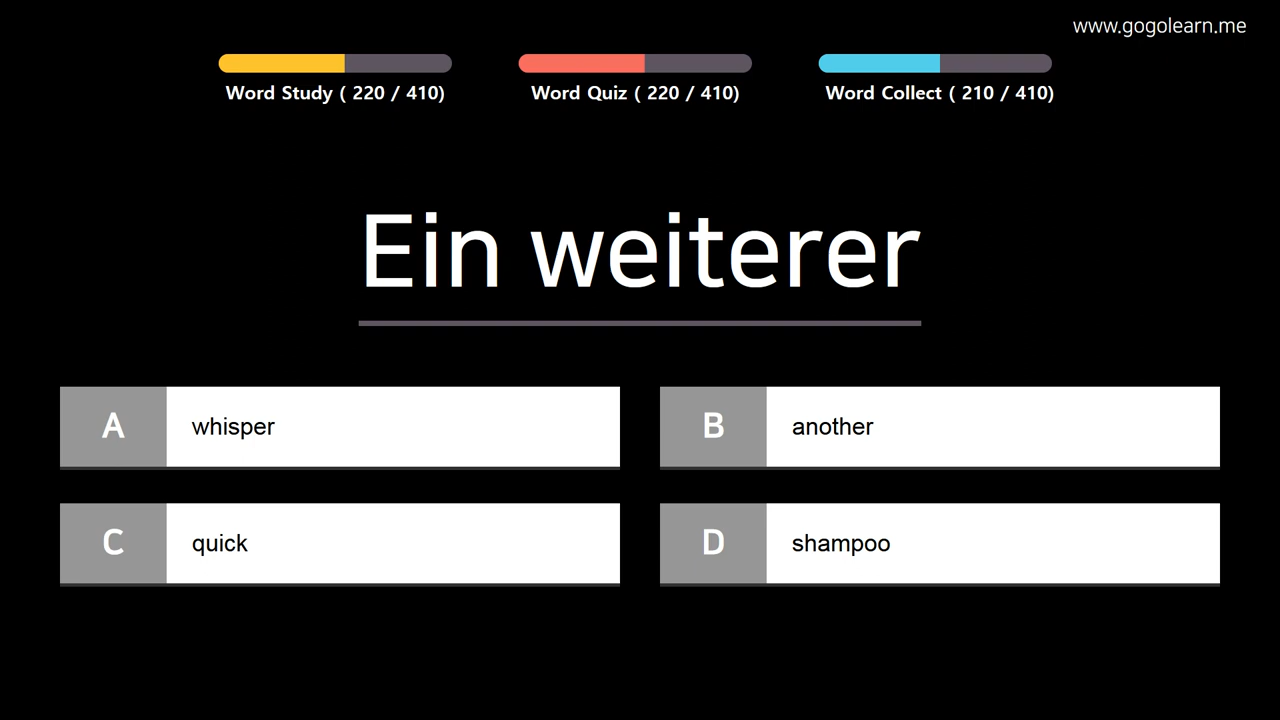 www.gogolearn.me
Word Study ( 220 / 410)
Word Quiz ( 220 / 410)
Word Collect ( 210 / 410)
Ein weiterer
A whisper
B another
C quick
D shampoo